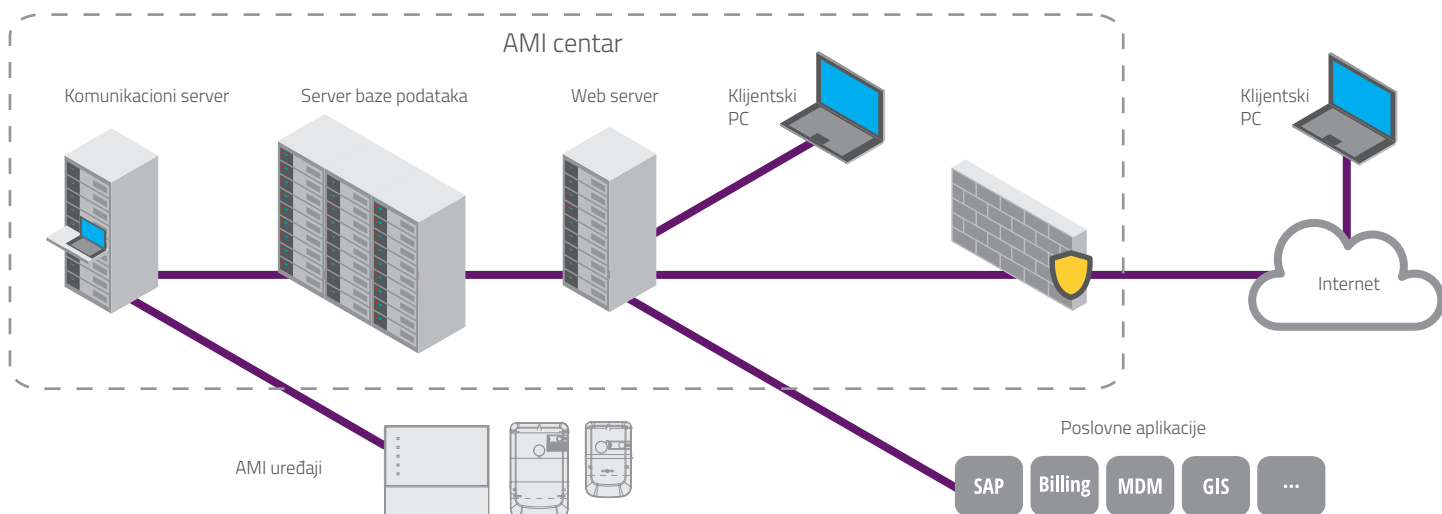 AMI centar
Komunikacioni server
Server baze podataka
Web server
Klijentski
PC
Klijentski
PC
Internet
AMI uređaji
Poslovne aplikacije
SAP
Billing
MDM
GIS
...